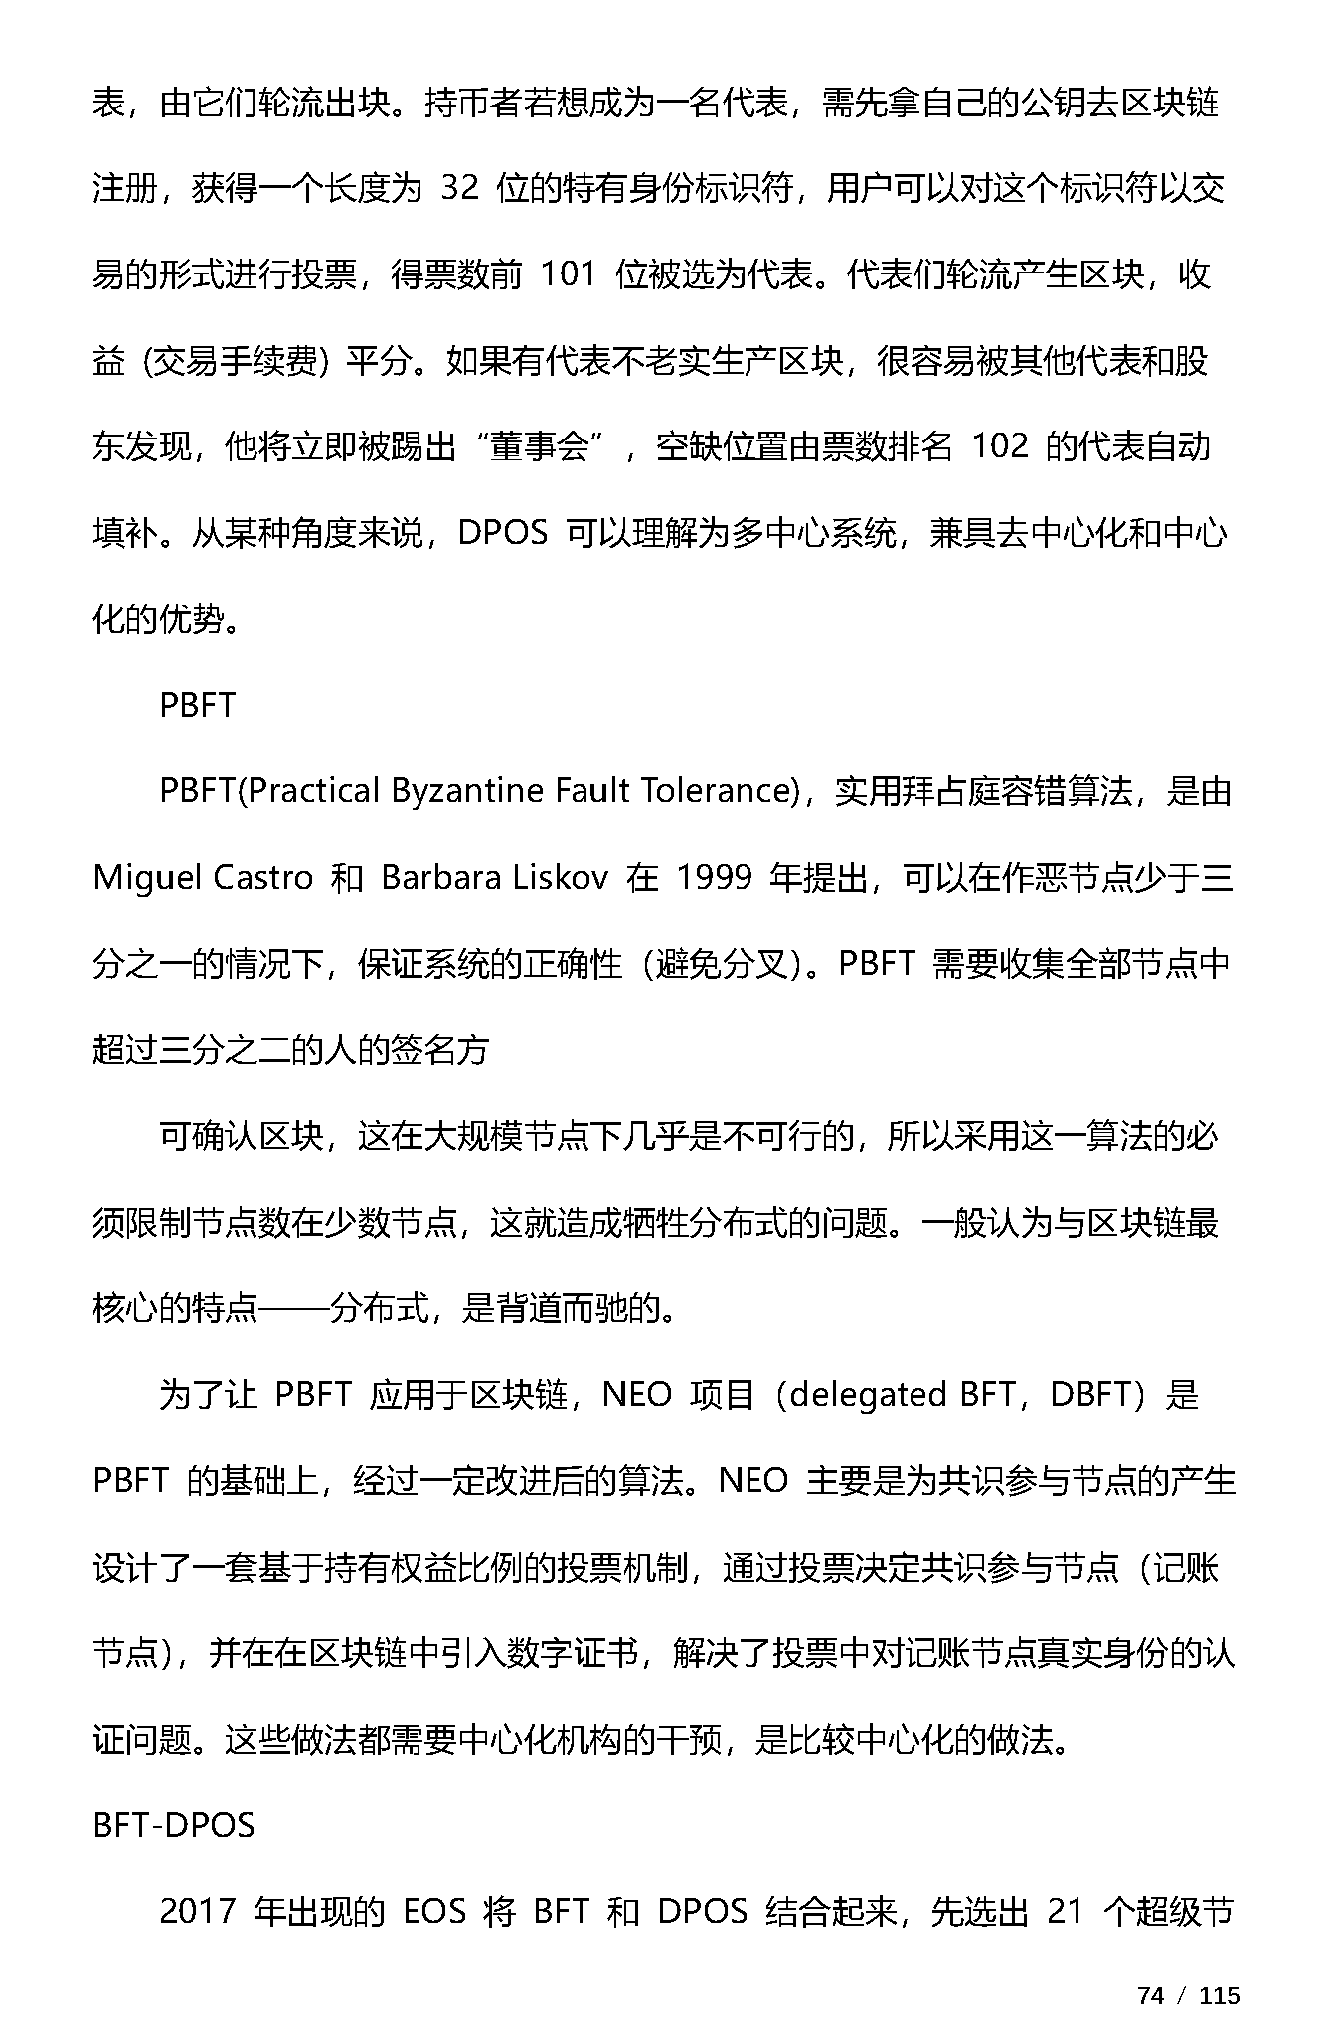 表，由它们轮流出块。持币者若想成为一名代表，需先拿自己的公钥去区块链
注册，获得一个长度为 32 位的特有身份标识符，用户可以对这个标识符以交
易的形式进行投票，得票数前 101 位被选为代表。代表们轮流产生区块，收
益（交易手续费）平分。如果有代表不老实生产区块，很容易被其他代表和股
东发现，他将立即被踢出“董事会”，空缺位置由票数排名 102 的代表自动
填补。从某种角度来说，DPOS 可以理解为多中心系统，兼具去中心化和中心
化的优势。
PBFT
PBFT(Practical Byzantine Fault Tolerance)，实用拜占庭容错算法，是由
Miguel Castro 和 Barbara Liskov 在 1999 年提出，可以在作恶节点少于三
分之一的情况下，保证系统的正确性（避免分叉）。PBFT 需要收集全部节点中
超过三分之二的人的签名方
可确认区块，这在大规模节点下几乎是不可行的，所以采用这一算法的必
须限制节点数在少数节点，这就造成牺牲分布式的问题。一般认为与区块链最
核心的特点——分布式，是背道而驰的。
为了让 PBFT 应用于区块链，NEO 项目（delegated BFT，DBFT）是
PBFT 的基础上，经过一定改进后的算法。NEO 主要是为共识参与节点的产生
设计了一套基于持有权益比例的投票机制，通过投票决定共识参与节点（记账
节点），并在在区块链中引入数字证书，解决了投票中对记账节点真实身份的认
证问题。这些做法都需要中心化机构的干预，是比较中心化的做法。
BFT-DPOS
2017 年出现的 EOS 将 BFT 和 DPOS 结合起来，先选出 21 个超级节
74 / 115